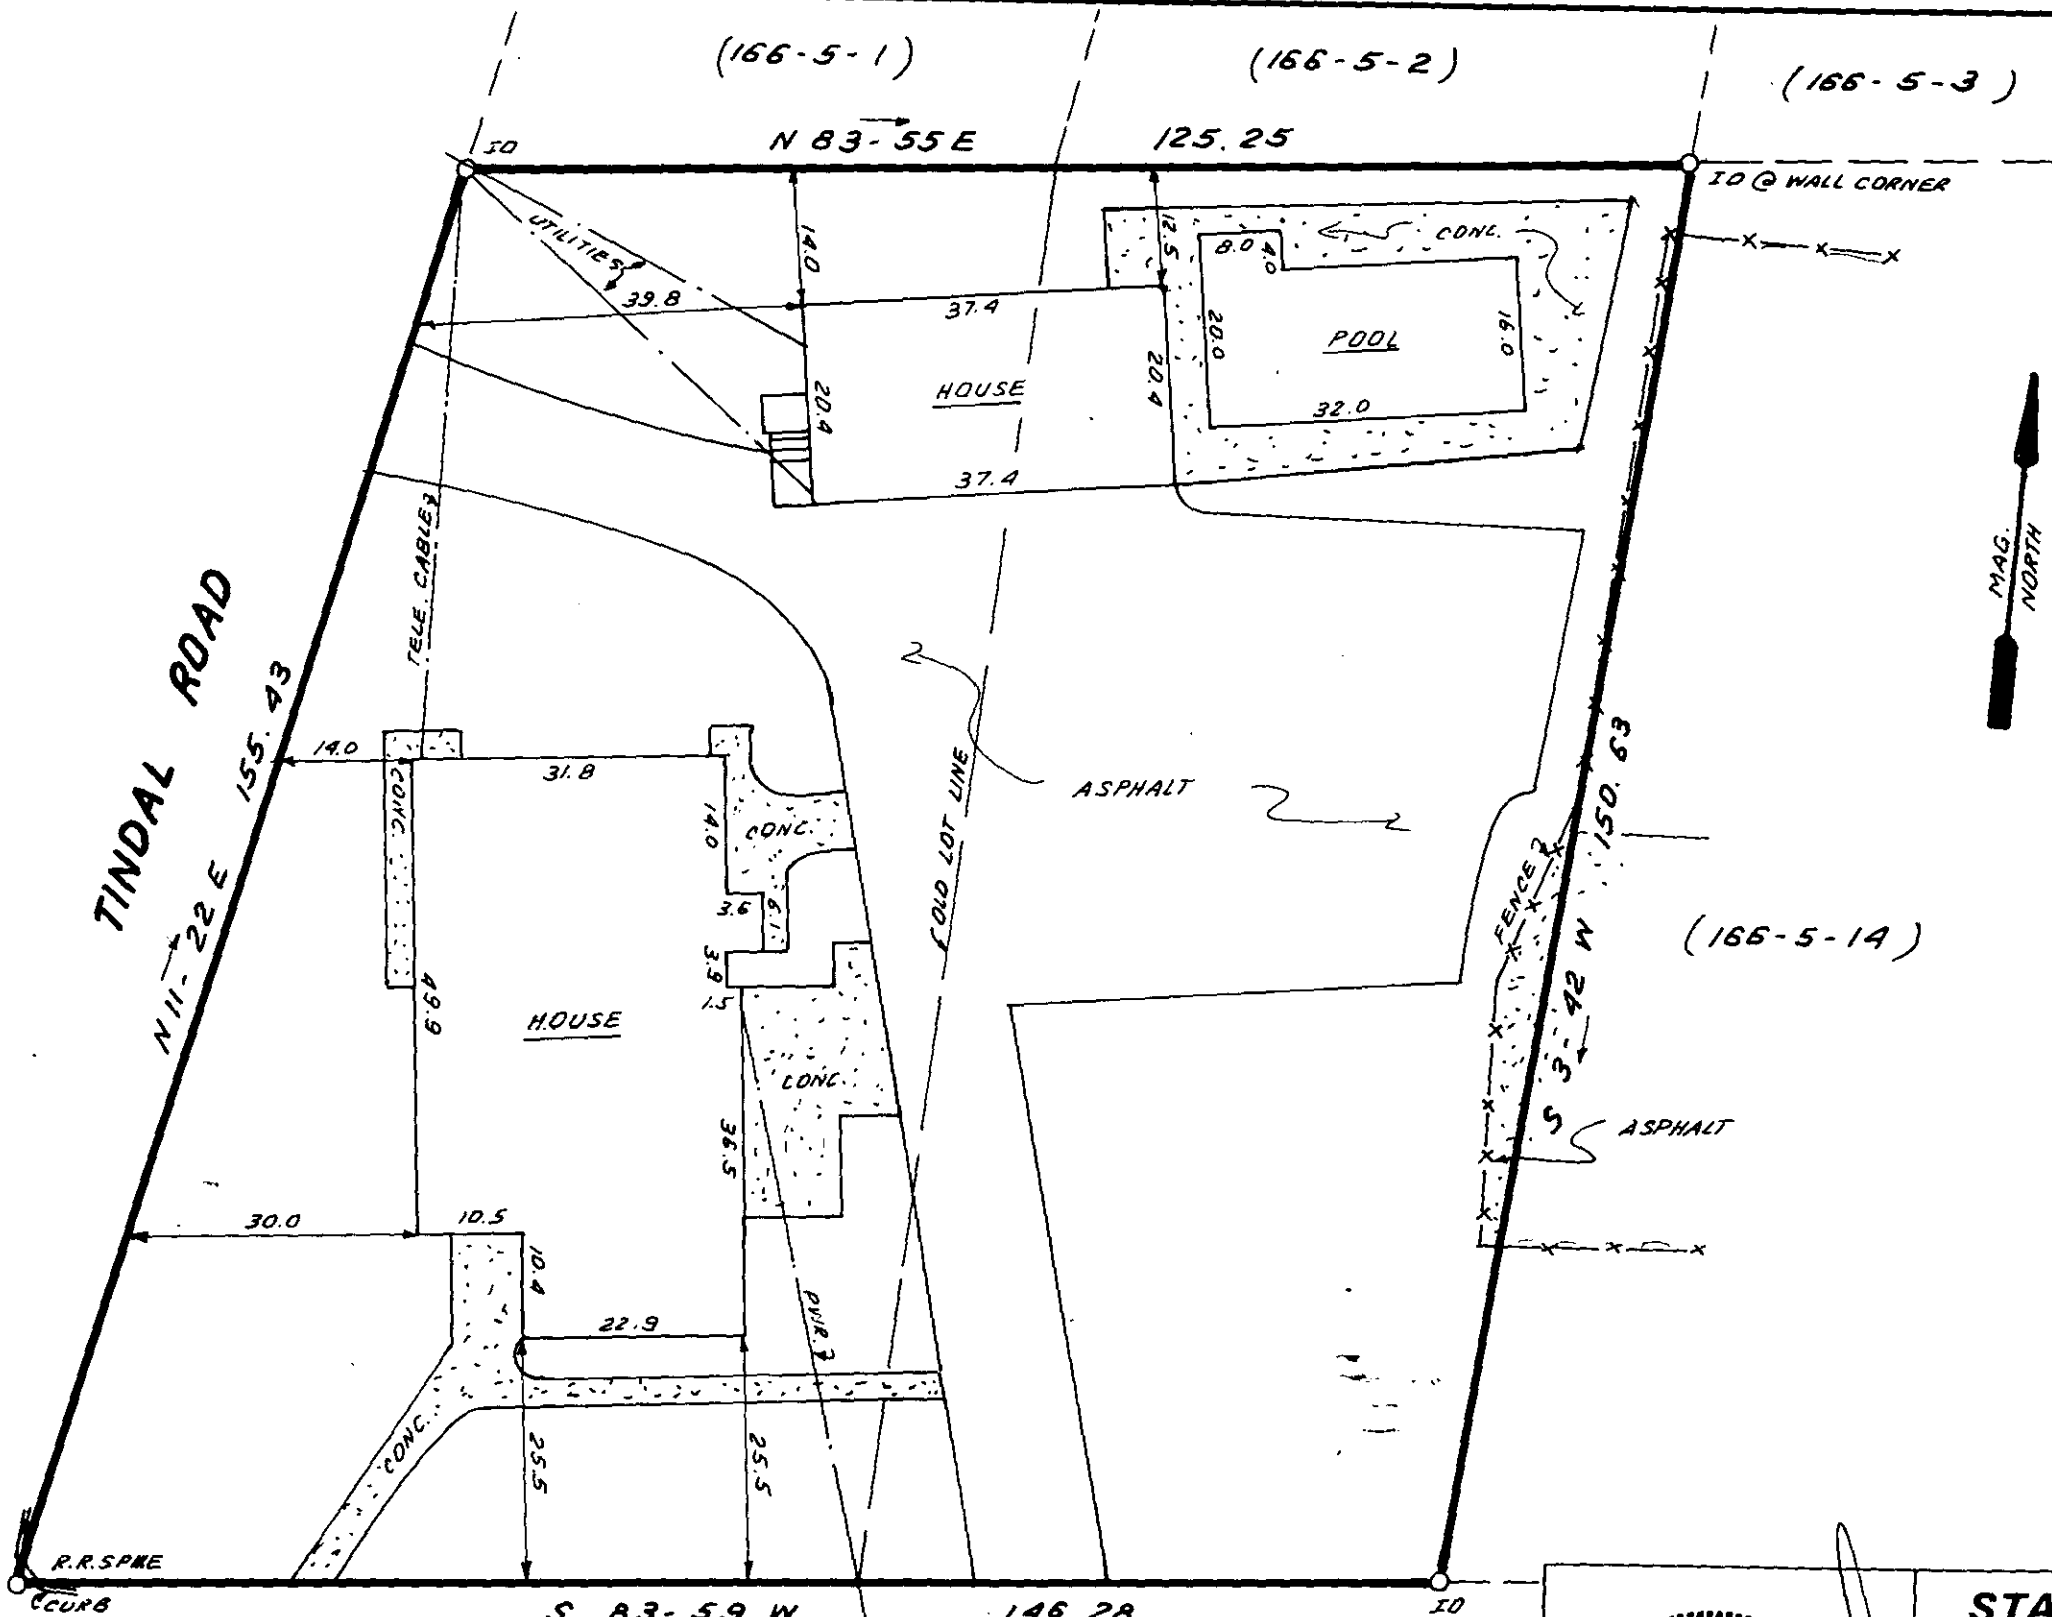 (166-5-1)
(166-5-2)
(166-5-3)
N 83-55 E 125.25
IO
IO @ WALL CORNER
UTILITIES
14.0
12.5
CONC.
8.0
4.0
39.8
37.4
20.0
POOL
16.0
HOUSE
20.4
20.4
32.0
37.4
TELE. CABLE
MAG. NORTH
TINDAL ROAD
N 11-22 E 155.43
14.0
31.8
CONC.
14.0
CONC.
3.6
6.1
3.9
1.5
49.9
HOUSE
CONC.
36.5
OLD LOT LINE
ASPHALT
FENCE
S 3-42 W 150.63
(166-5-14)
ASPHALT
30.0
10.5
10.4
22.9
PWR.
CONC.
25.5
25.5
R.R.SPIKE
CURB
S 83-59 W 146.28
IO
STA